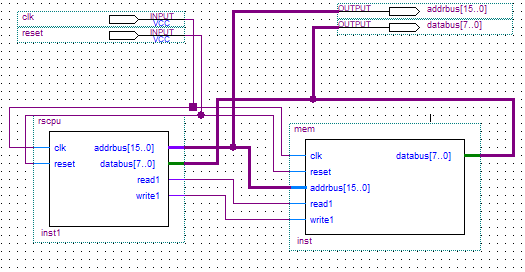 clk INPUT VCC
reset INPUT VCC
OUTPUT addrbus[15..0]
OUTPUT databus[7..0]
rscpu
clk addrbus[15..0]
reset databus[7..0]
read1
write1
inst1
mem
clk databus[7..0]
reset
addrbus[15..0]
read1
write1
inst